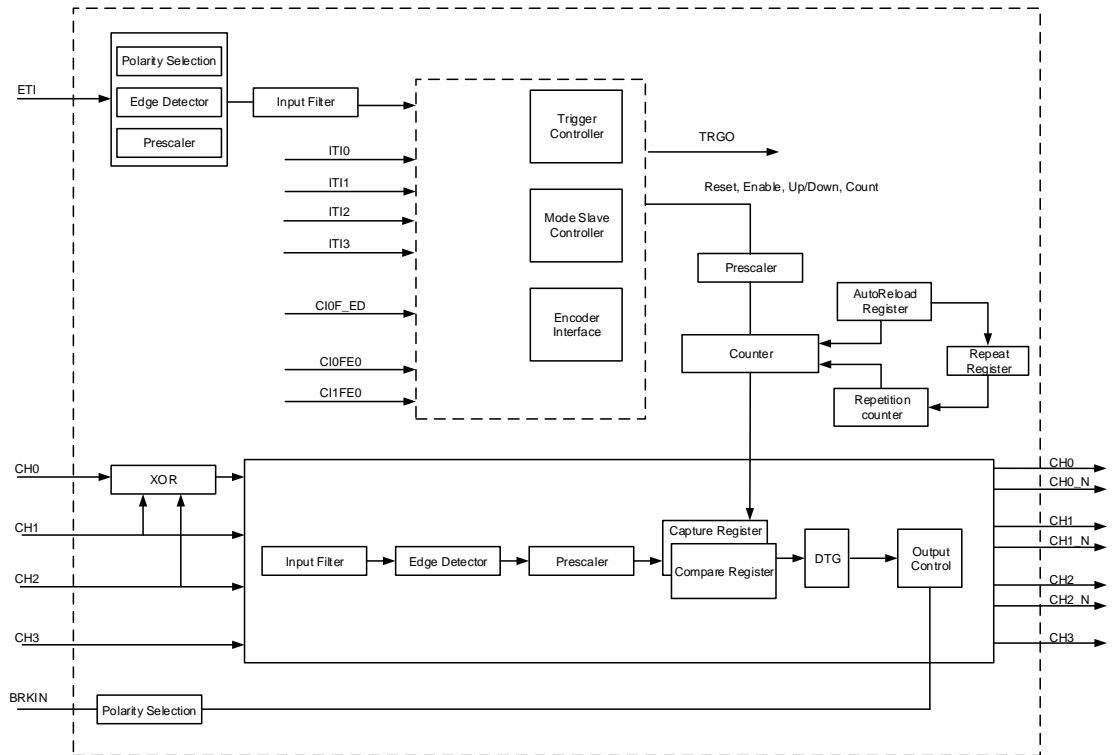 Polarity Selection
ETI
Edge Detector
Input Filter
Prescaler
Trigger
Controller
TRGO
ITI0
ITI1
ITI2
ITI3
Reset, Enable, Up/Down, Count
Mode Slave
Controller
Prescaler
CI0F_ED
Encoder
Interface
AutoReload
Register
Counter
Repeat
Register
CI0FE0
CI1FE0
Repetition
counter
CH0
XOR
CH1
CH2
CH3
Input Filter
Edge Detector
Prescaler
Capture Register
Compare Register
DTG
Output
Control
CH0
CH0_N
CH1
CH1_N
CH2
CH2_N
CH3
BRKIN
Polarity Selection